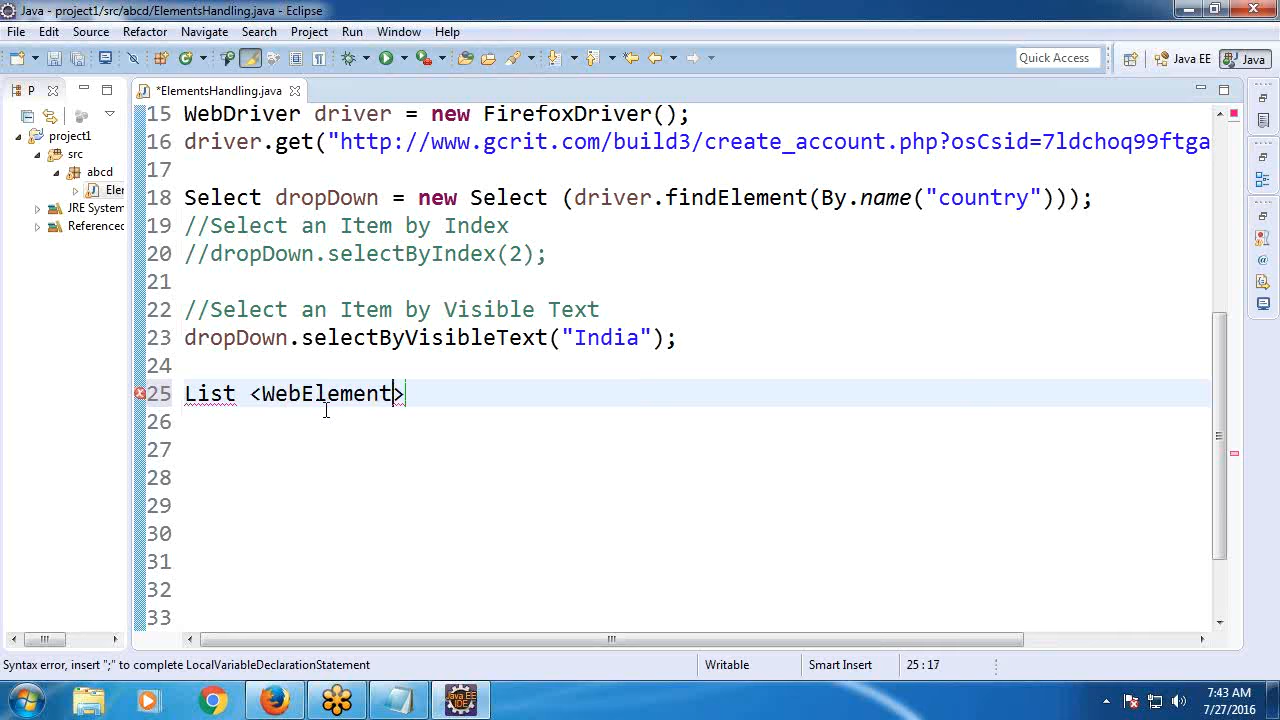 Java - project1/src/abcd/ElementsHandling.java - Eclipse
File Edit Source Refactor Navigate Search Project Run Window Help
Quick Access Java EE Java
P *ElementsHandling.java
project1
src
abcd
Eler
JRE System
Referenced
15 WebDriver driver = new FirefoxDriver();
16 driver.get("http://www.gcrit.com/build3/create_account.php?osCsid=7ldchoq99ftga
17
18 Select dropDown = new Select (driver.findElement(By.name("country")));
19 //Select an Item by Index
20 //dropDown.selectByIndex(2);
21
22 //Select an Item by Visible Text
23 dropDown.selectByVisibleText("India");
24
25 List <WebElement>
26
27
28
29
30
31
32
33
Syntax error, insert ";" to complete LocalVariableDeclarationStatement Writable Smart Insert 25 : 17
Java EE
IDE
7:43 AM
7/27/2016